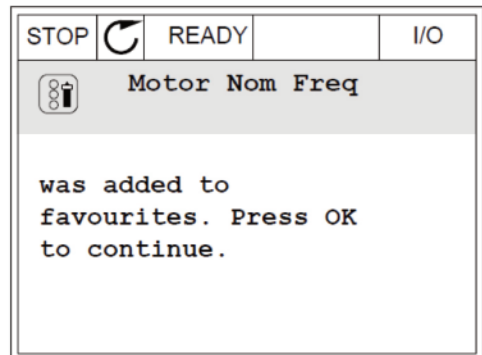 STOP READY I/O
Motor Nom Freq
was added to
favourites. Press OK
to continue.